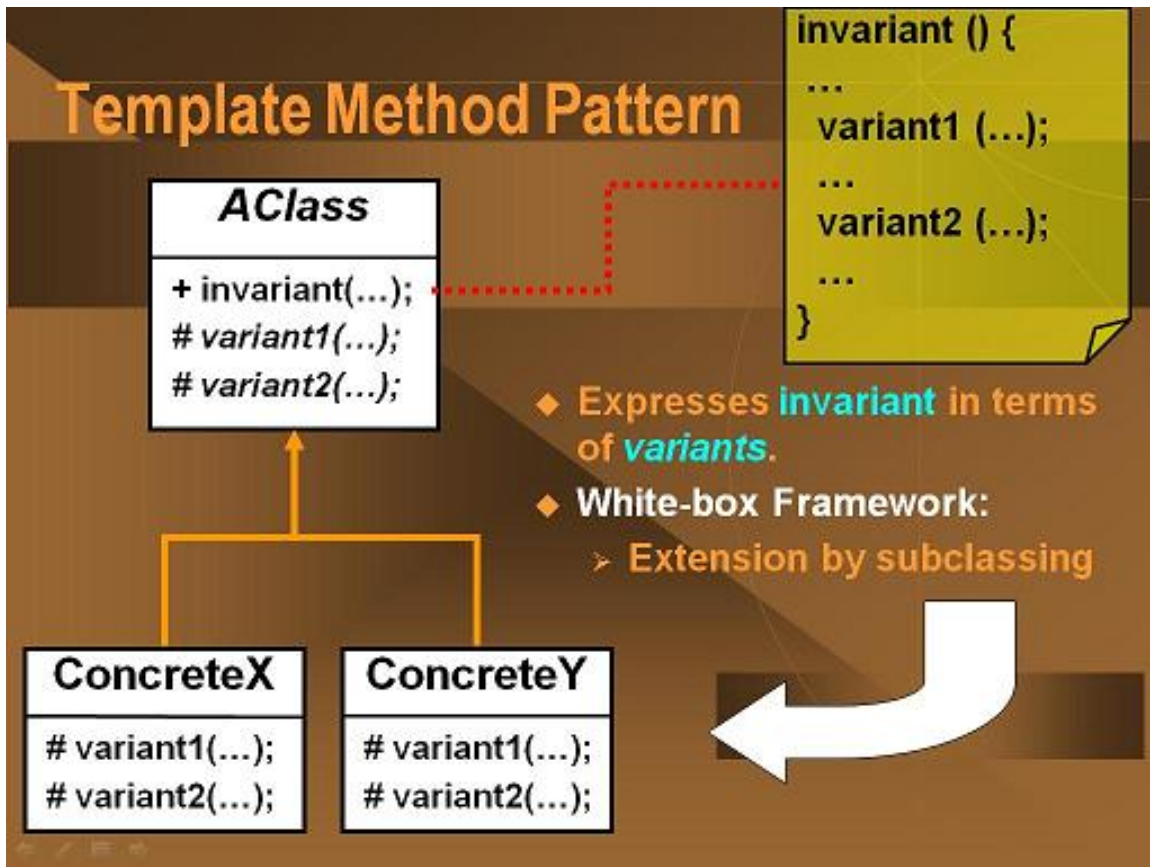 Template Method Pattern
invariant () {
...
variant1 (...);
...
variant2 (...);
...
}
AClass
+ invariant(...);
# variant1(...);
# variant2(...);
◆ Expresses invariant in terms
of variants.
◆ White-box Framework:
➢ Extension by subclassing
ConcreteX
# variant1(...);
# variant2(...);
ConcreteY
# variant1(...);
# variant2(...);